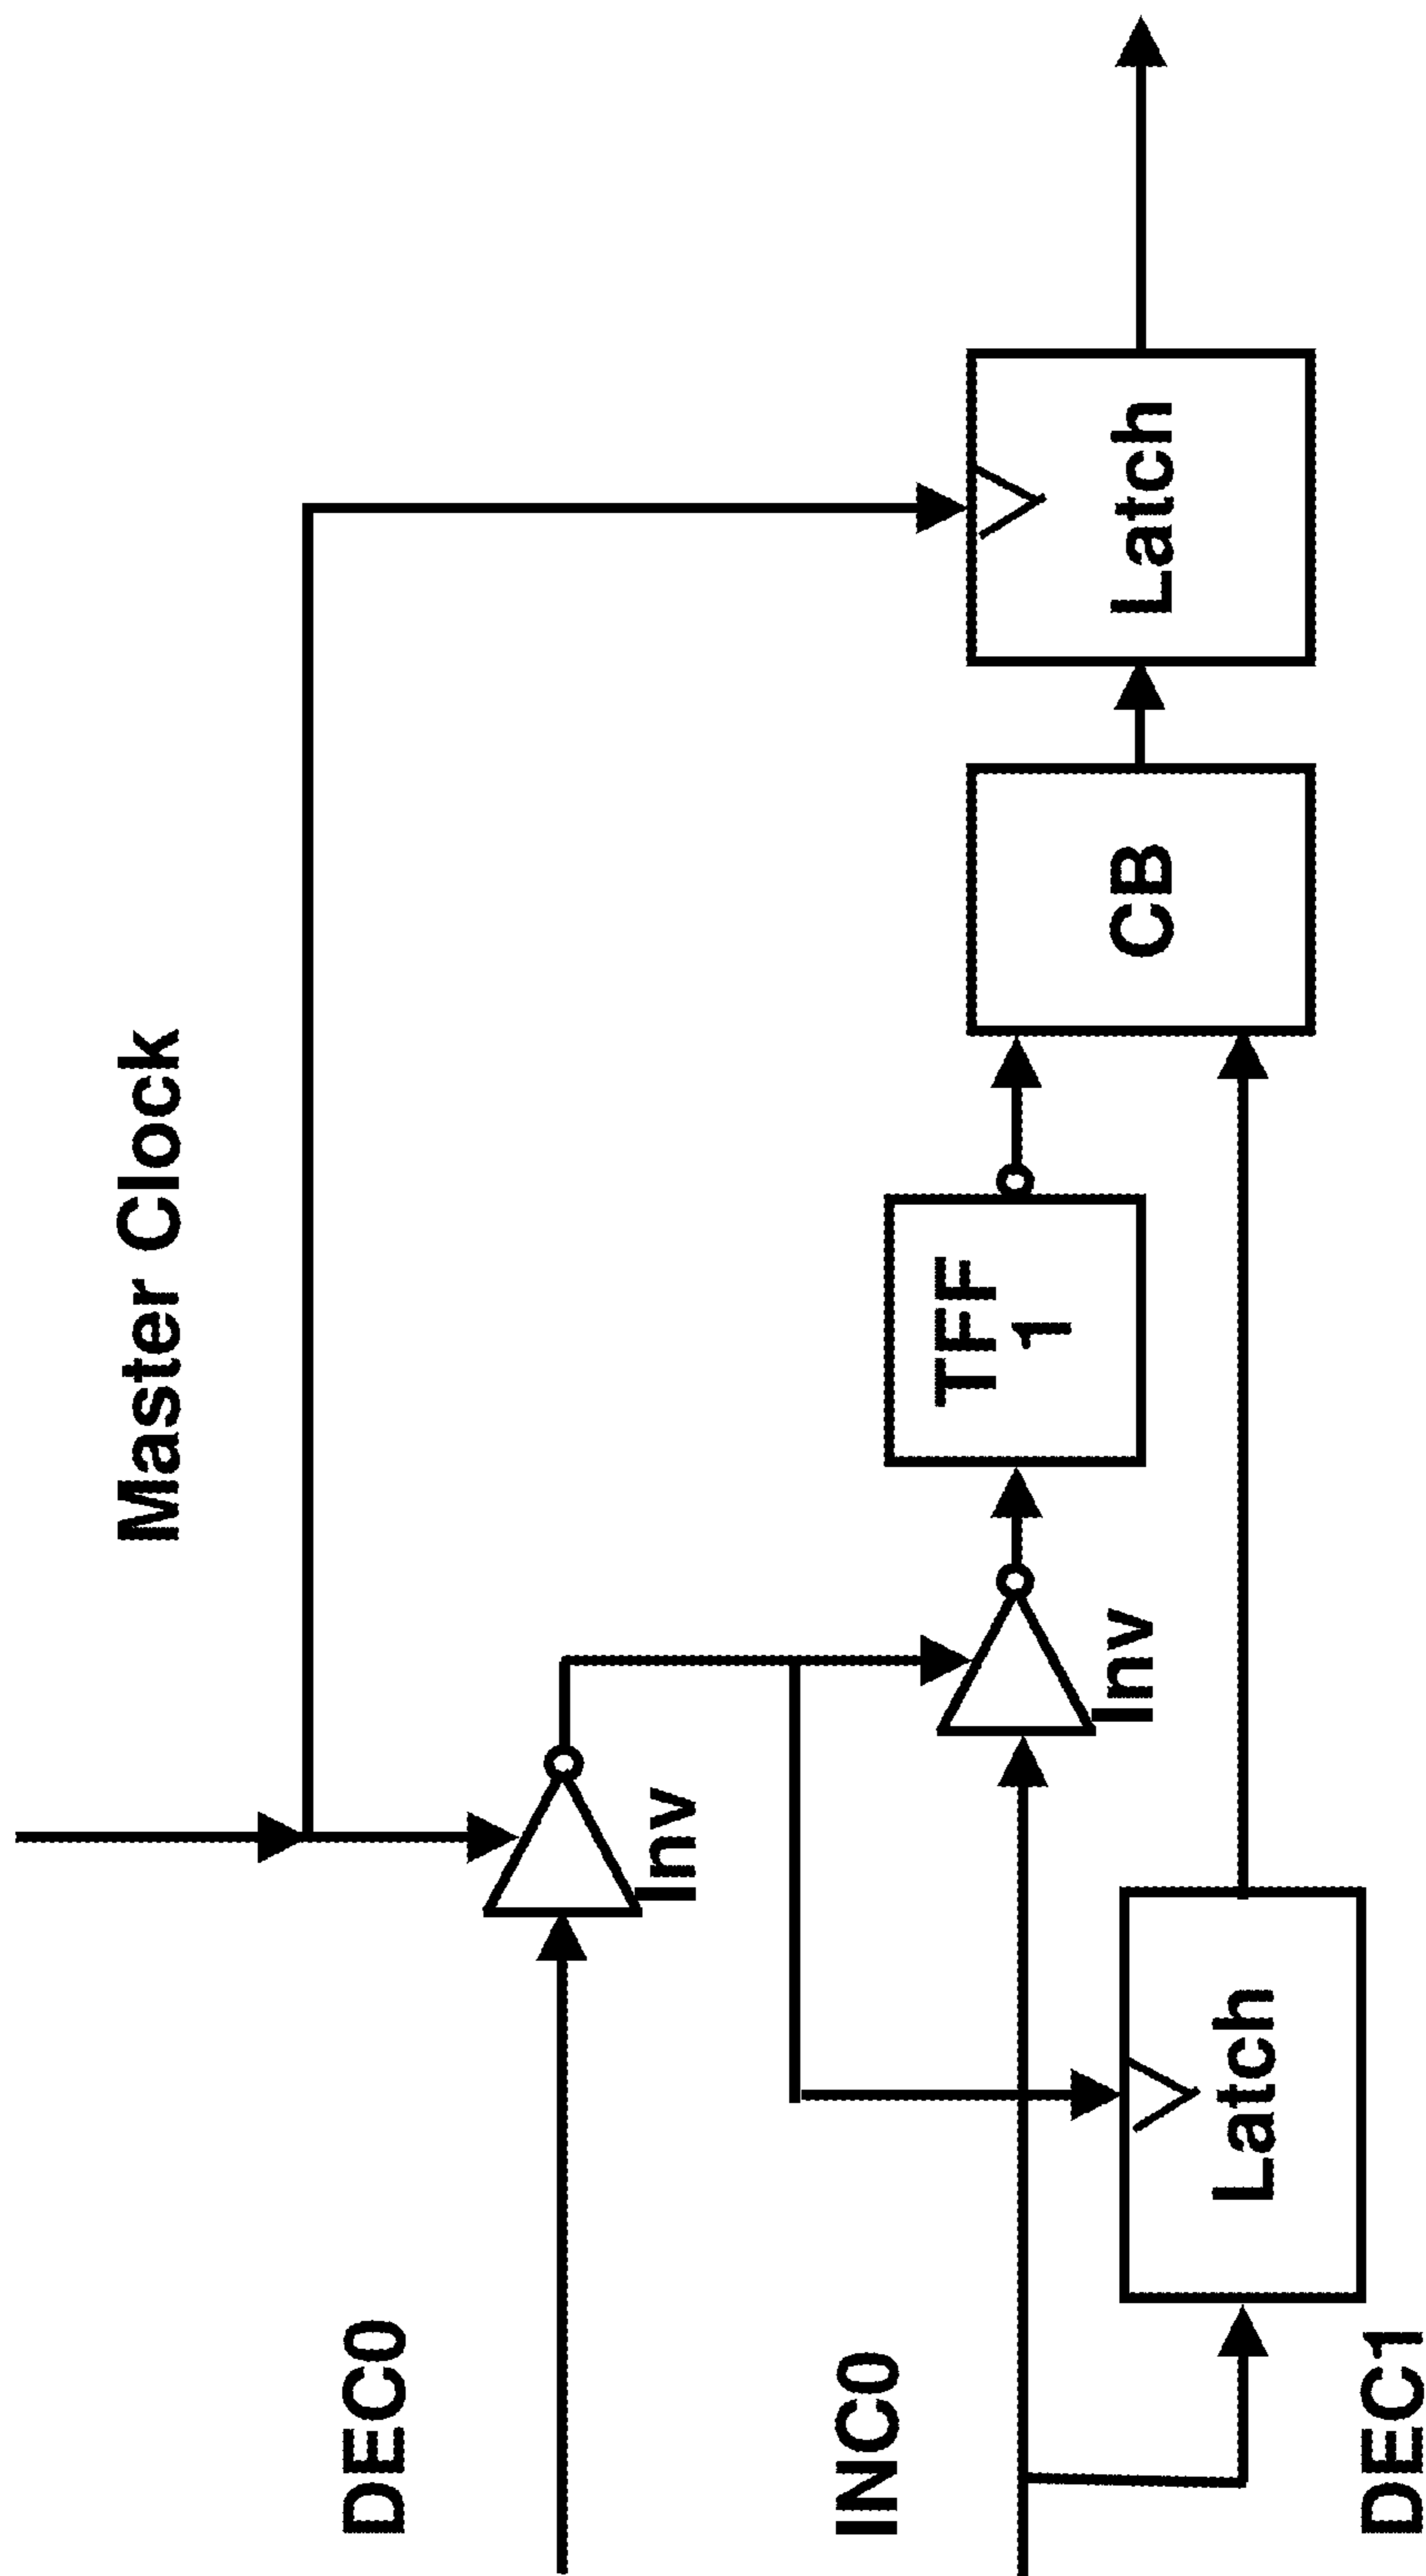 Master Clock
DEC0
Inv
INC0
Inv
TFF
1
CB
Latch
Latch
DEC1